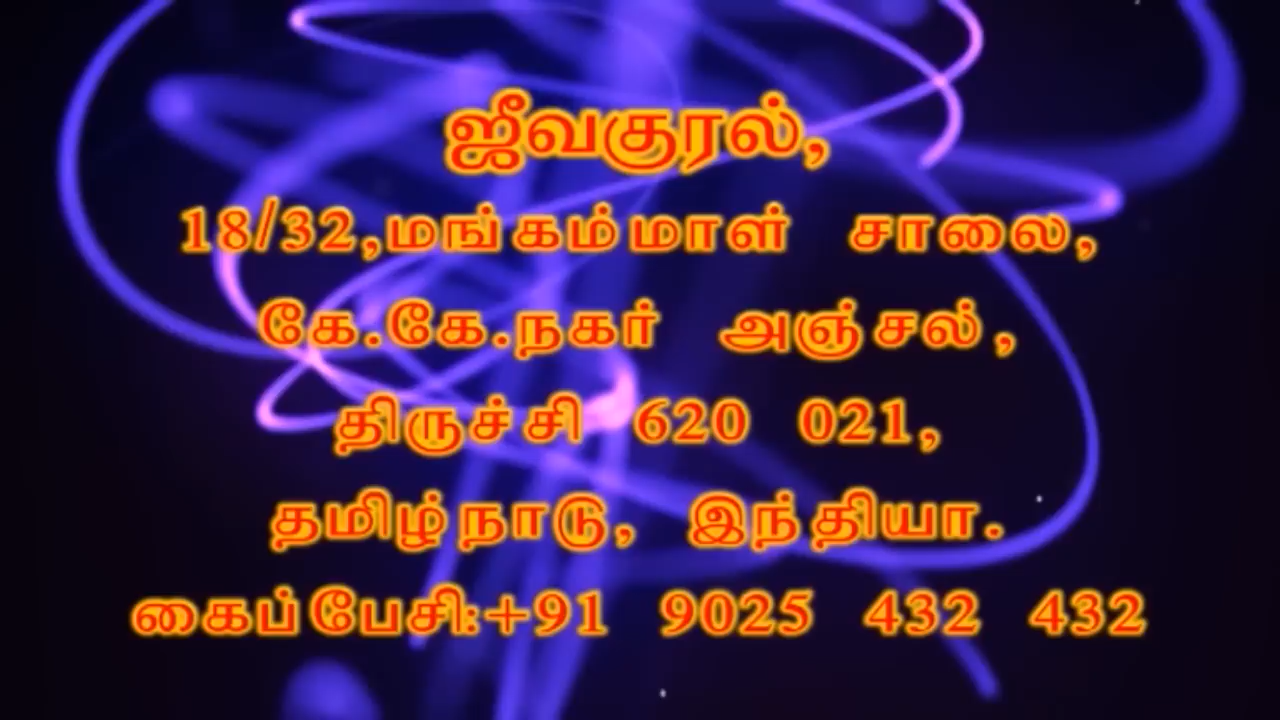 ஜீவகுரல்,
18/32,மங்கம்மாள் சாலை,
கே.கே.நகர் அஞ்சல்,
திருச்சி 620 021,
தமிழ்நாடு, இந்தியா.
கைப்பேசி:+91 9025 432 432